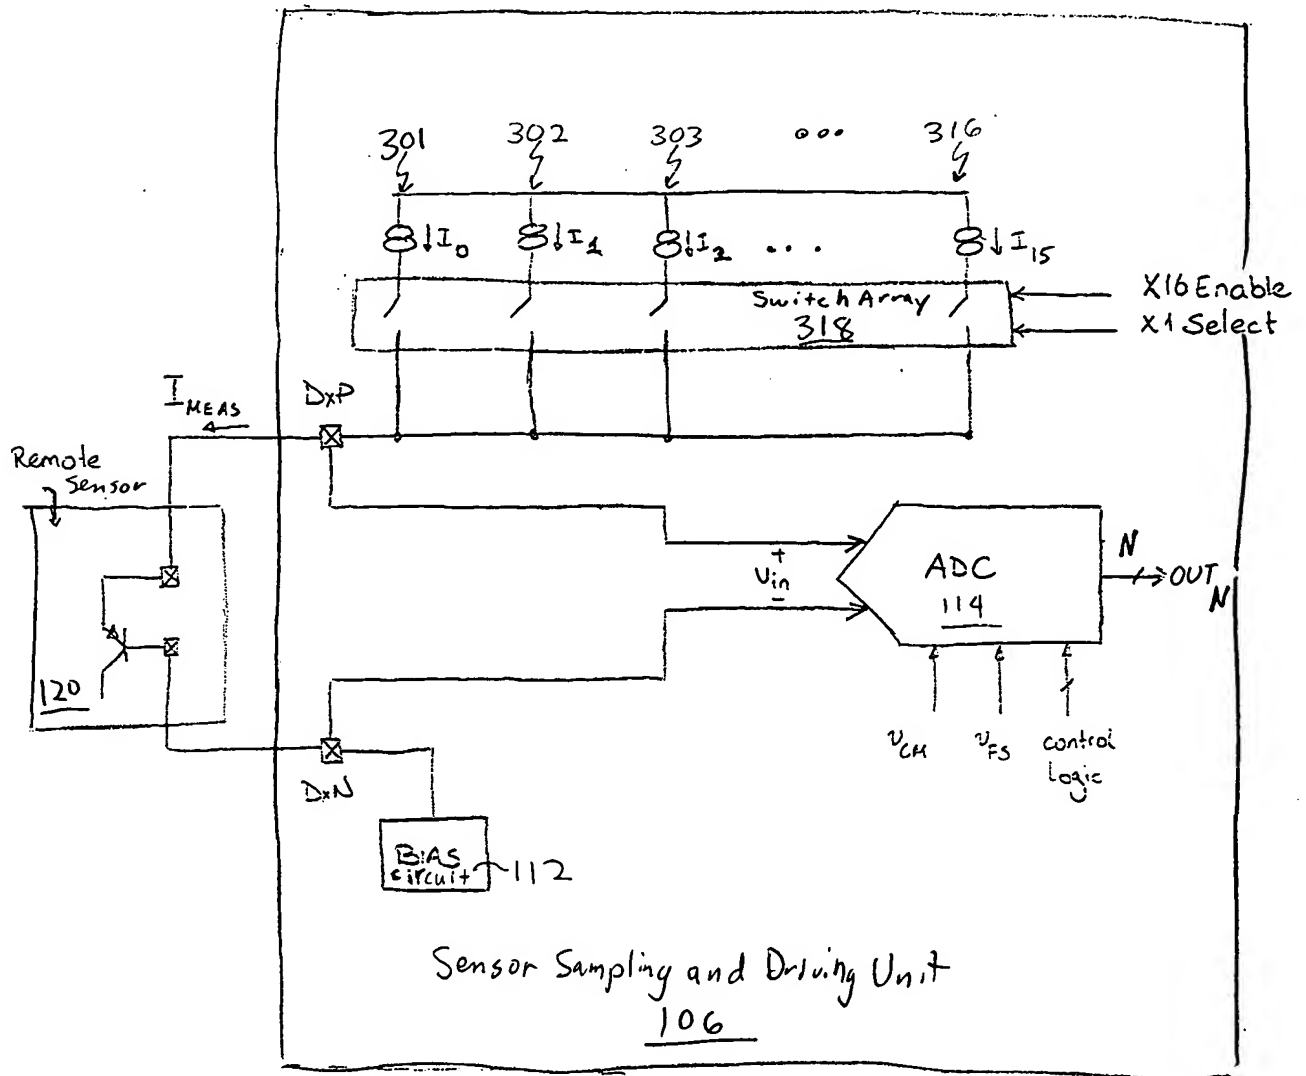 301 302 303 ••• 316
I0 I1 I2 ... I15
Switch Array
318
X16 Enable
X1 Select
IMEAS
DxP
Remote
Sensor
120
+
Vin
-
ADC
114
N
OUTN
VCM VFS control
logic
DxN
BIAS
circuit 112
Sensor Sampling and Driving Unit
106